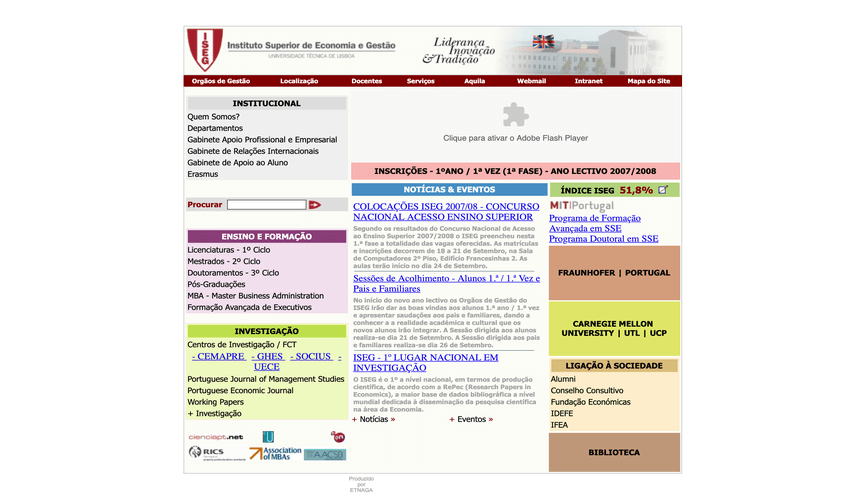 ISEG
Instituto Superior de Economia e Gestão
UNIVERSIDADE TÉCNICA DE LISBOA
Liderança
Inovação
& Tradição
Orgãos de Gestão
Localização
Docentes
Serviços
Aquila
Webmail
Intranet
Mapa do Site
INSTITUCIONAL
Quem Somos?
Departamentos
Gabinete Apoio Profissional e Empresarial
Gabinete de Relações Internacionais
Gabinete de Apoio ao Aluno
Erasmus
Procurar
ENSINO E FORMAÇÃO
Licenciaturas - 1º Ciclo
Mestrados - 2º Ciclo
Doutoramentos - 3º Ciclo
Pós-Graduações
MBA - Master Business Administration
Formação Avançada de Executivos
INVESTIGAÇÃO
Centros de Investigação / FCT
- CEMAPRE - GHES - SOCIUS -
UECE
Portuguese Journal of Management Studies
Portuguese Economic Journal
Working Papers
+ Investigação
cienciapt.net
RICS
Association
of MBAs
AACSB
Clique para ativar o Adobe Flash Player
INSCRIÇÕES - 1ºANO / 1ª VEZ (1ª FASE) - ANO LECTIVO 2007/2008
NOTÍCIAS & EVENTOS
COLOCAÇÕES ISEG 2007/08 - CONCURSO
NACIONAL ACESSO ENSINO SUPERIOR
Segundo os resultados do Concurso Nacional de Acesso
ao Ensino Superior 2007/2008 o ISEG preencheu nesta
1.ª fase a totalidade das vagas oferecidas. As matrículas
e inscrições decorrem de 18 a 21 de Setembro, na Sala
de Computadores 2º Piso, Edifício Francesinhas 2. As
aulas terão início no dia 24 de Setembro.
Sessões de Acolhimento - Alunos 1.ª / 1.ª Vez e
Pais e Familiares
No início do novo ano lectivo os Orgãos de Gestão do
ISEG irão dar as boas vindas aos alunos 1.º ano / 1.ª vez
e apresentar saudações aos pais e familiares, dando a
conhecer a a realidade académica e cultural que os
novos alunos irão integrar. A Sessão dirigida aos alunos
realiza-se dia 21 de Setembro. A Sessão dirigida aos pais
e familiares realiza-se dia 26 de Setembro.
ISEG - 1º LUGAR NACIONAL EM
INVESTIGAÇÃO
O ISEG é o 1º a nível nacional, em termos de produção
científica, de acordo com a RePec (Research Papers in
Economics), a maior base de dados bibliográfica a nível
mundial dedicada à disseminação da pesquisa científica
na área da Economia.
+ Notícias »
+ Eventos »
ÍNDICE ISEG 51,8%
MIT|Portugal
Programa de Formação
Avançada em SSE
Programa Doutoral em SSE
FRAUNHOFER | PORTUGAL
CARNEGIE MELLON
UNIVERSITY | UTL | UCP
LIGAÇÃO À SOCIEDADE
Alumni
Conselho Consultivo
Fundação Económicas
IDEFE
IFEA
BIBLIOTECA
Produzido
por
ETNAGA